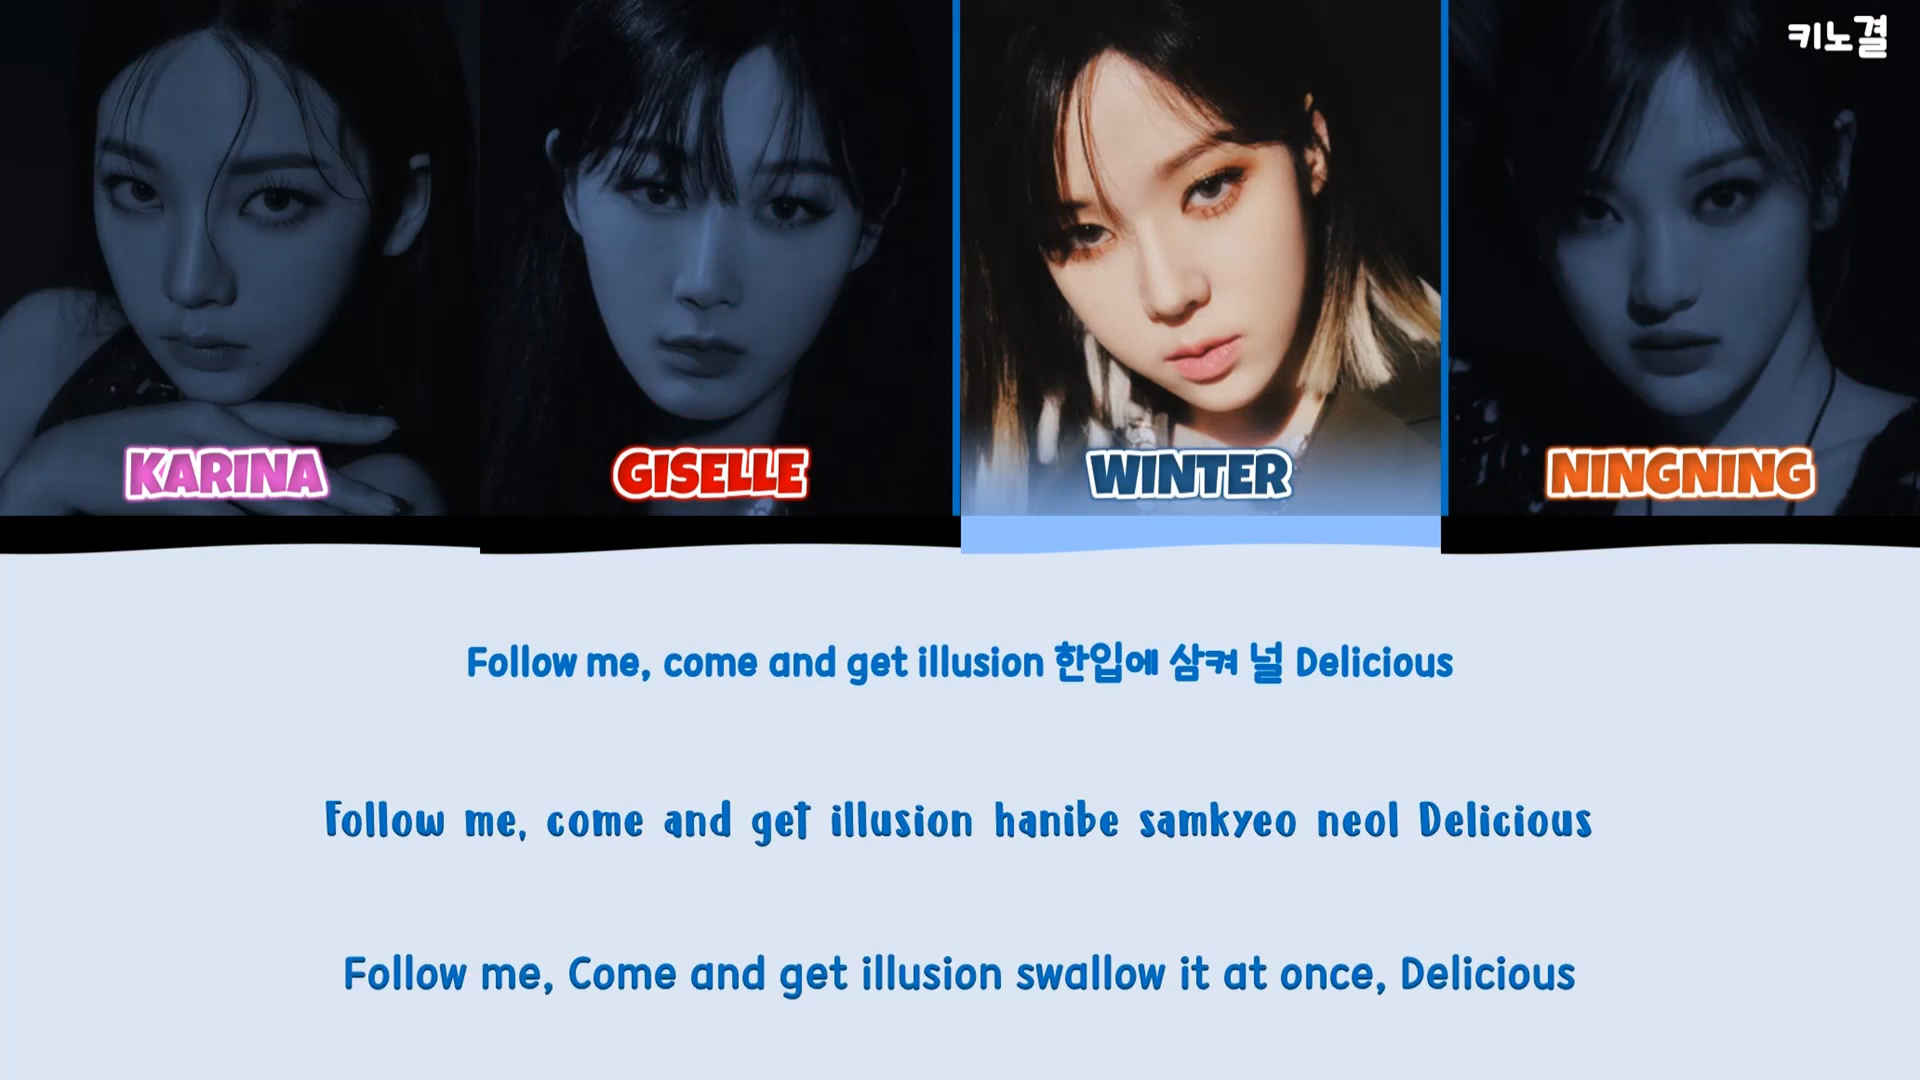 키노결
KARINA
GISELLE
WINTER
NINGNING
Follow me, come and get illusion 한입에 삼켜 널 Delicious
Follow me, come and get illusion hanibe samkyeo neol Delicious
Follow me, Come and get illusion swallow it at once, Delicious